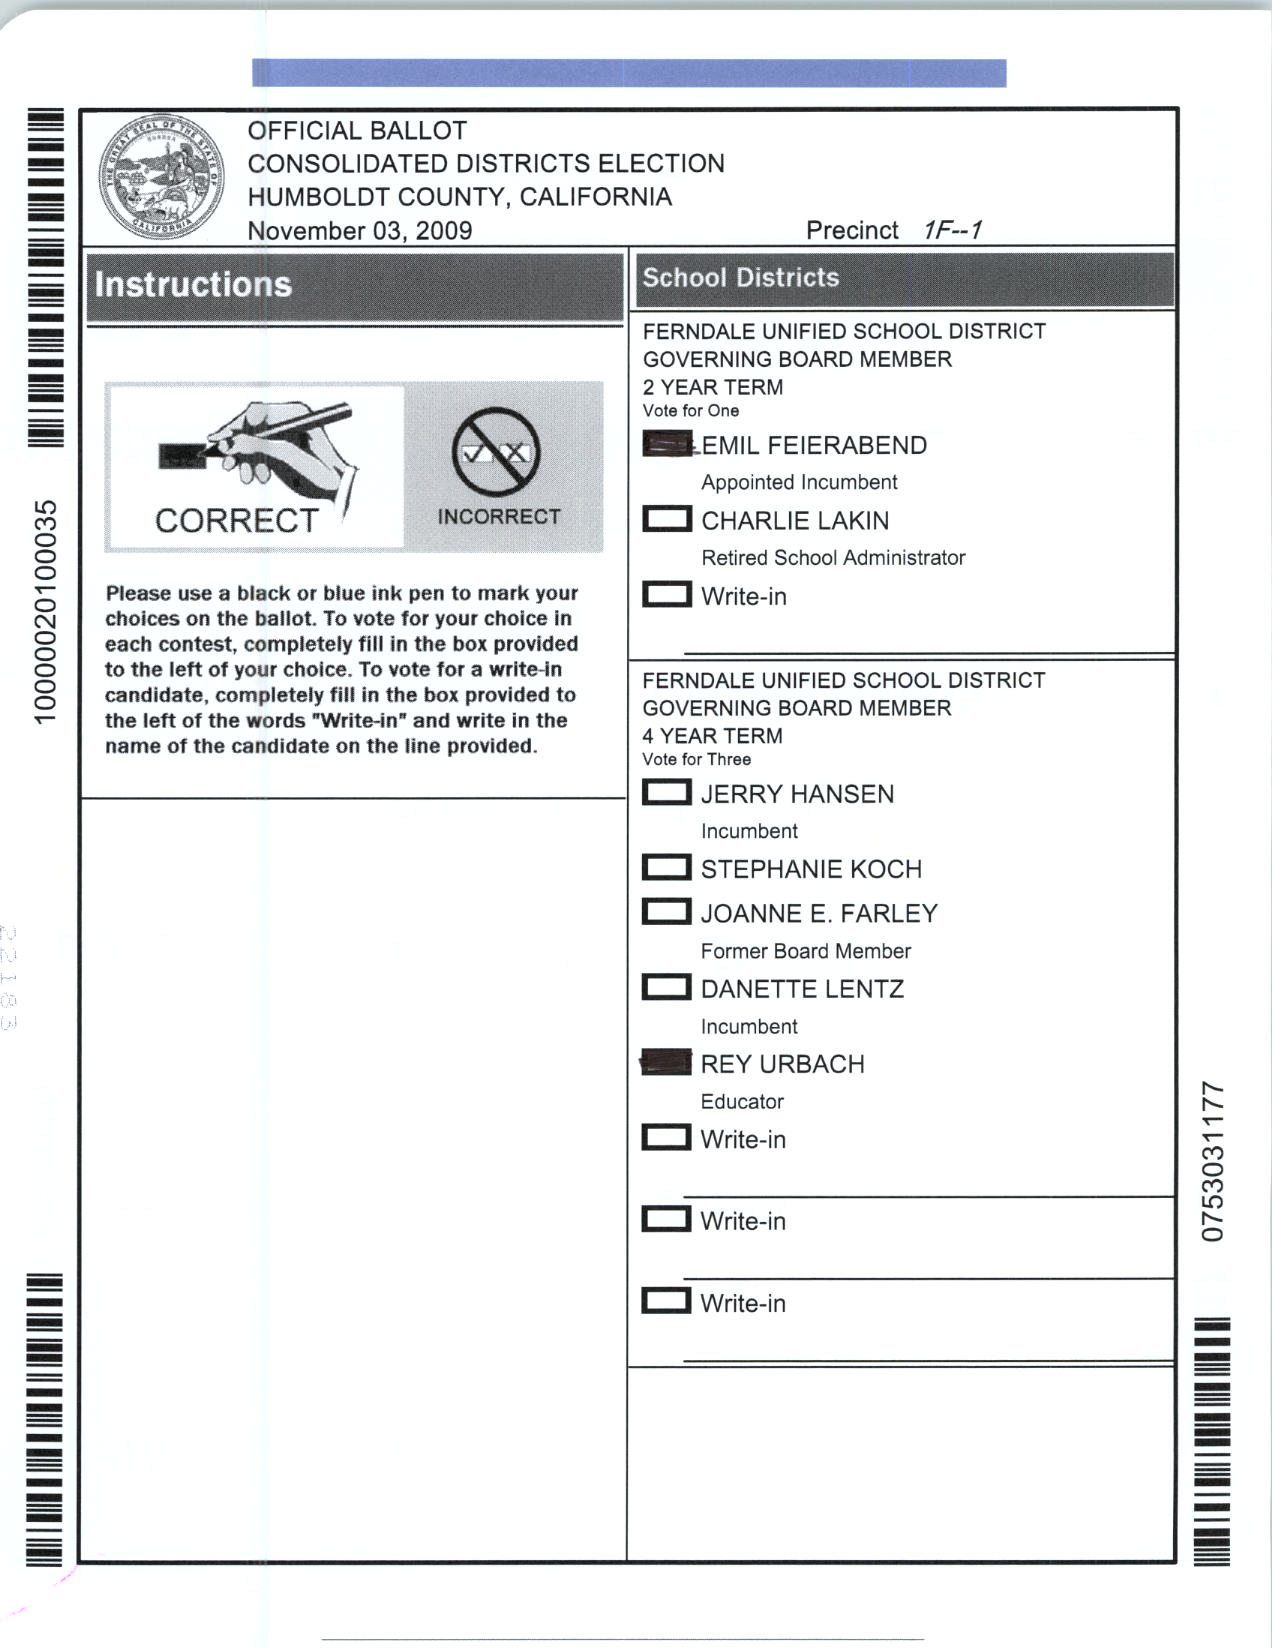 OFFICIAL BALLOT
CONSOLIDATED DISTRICTS ELECTION
HUMBOLDT COUNTY, CALIFORNIA
November 03, 2009
Precinct 1F--1
Instructions
CORRECT
INCORRECT
Please use a black or blue ink pen to mark your
choices on the ballot. To vote for your choice in
each contest, completely fill in the box provided
to the left of your choice. To vote for a write-in
candidate, completely fill in the box provided to
the left of the words "Write-in" and write in the
name of the candidate on the line provided.
School Districts
FERNDALE UNIFIED SCHOOL DISTRICT
GOVERNING BOARD MEMBER
2 YEAR TERM
Vote for One
EMIL FEIERABEND
Appointed Incumbent
CHARLIE LAKIN
Retired School Administrator
Write-in
FERNDALE UNIFIED SCHOOL DISTRICT
GOVERNING BOARD MEMBER
4 YEAR TERM
Vote for Three
JERRY HANSEN
Incumbent
STEPHANIE KOCH
JOANNE E. FARLEY
Former Board Member
DANETTE LENTZ
Incumbent
REY URBACH
Educator
Write-in
Write-in
Write-in
10000020100035
0753031177
THE GREAT SEAL OF THE STATE OF CALIFORNIA
EUREKA